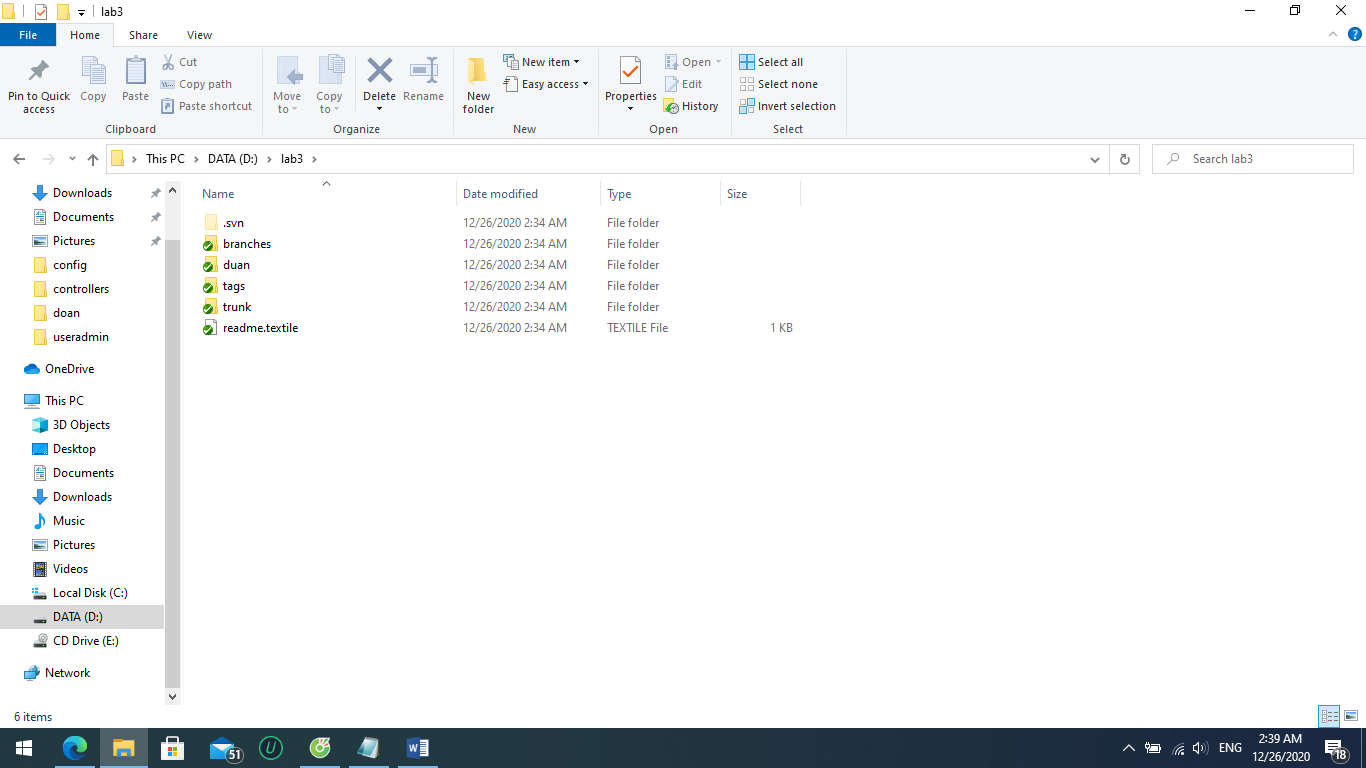 lab3
File Home Share View
Pin to Quick access
Copy
Paste
Cut
Copy path
Paste shortcut
Clipboard
Move to
Copy to
Delete
Rename
Organize
New folder
New item
Easy access
New
Properties
Open
Edit
History
Open
Select all
Select none
Invert selection
Select
This PC > DATA (D:) > lab3 >
Search lab3
Downloads
Documents
Pictures
config
controllers
doan
useradmin
OneDrive
This PC
3D Objects
Desktop
Documents
Downloads
Music
Pictures
Videos
Local Disk (C:)
DATA (D:)
CD Drive (E:)
Network
Name Date modified Type Size
.svn 12/26/2020 2:34 AM File folder
branches 12/26/2020 2:34 AM File folder
duan 12/26/2020 2:34 AM File folder
tags 12/26/2020 2:34 AM File folder
trunk 12/26/2020 2:34 AM File folder
readme.textile 12/26/2020 2:34 AM TEXTILE File 1 KB
6 items
51
ENG
2:39 AM
12/26/2020
18